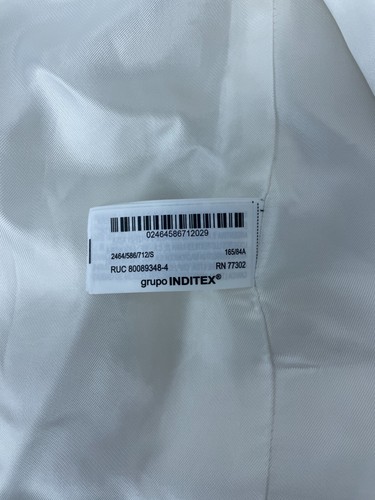 02464586712029
2464/586/712/S 165/84A
RUC 80089348-4 RN 77302
grupo INDITEX®